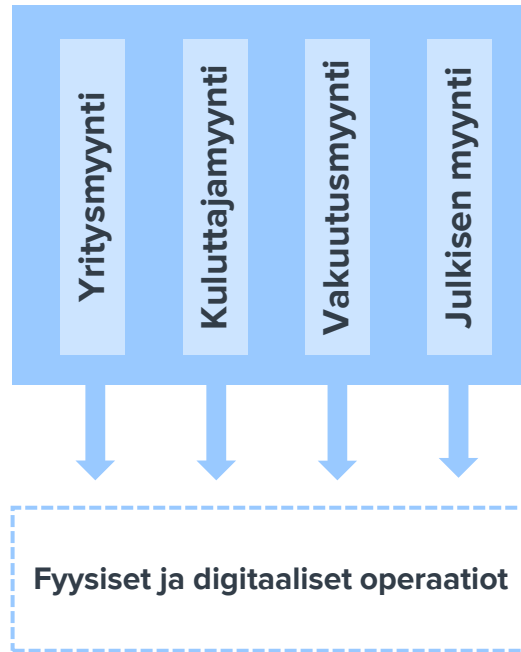 Yritysmyynti
Kuluttajamyynti
Vakuutusmyynti
Julkisen myynti
Fyysiset ja digitaaliset operaatiot